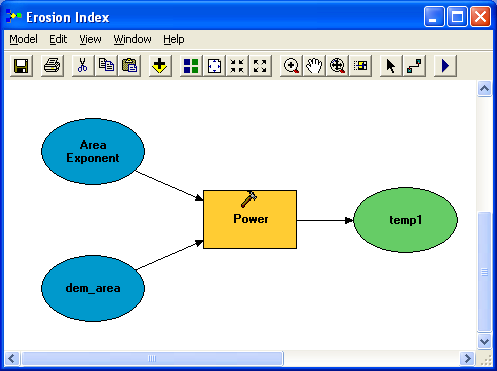 Erosion Index
Model Edit View Window Help
Area
Exponent
Power
temp1
dem_area